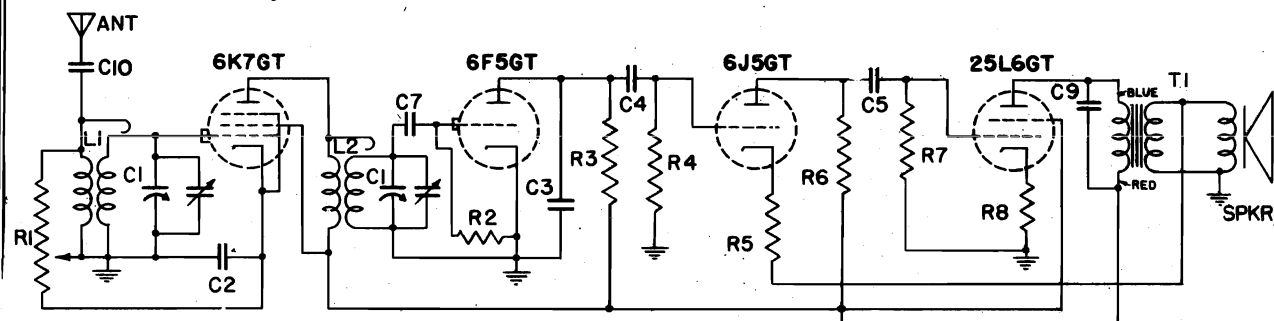 ANT
C10
6K7GT
6F5GT
6J5GT
25L6GT
T.1
C7
C4
C5
C9
BLUE
L1
L2
C1
C1
R3
R4
R6
R7
RED
C3
R2
R8
SPKR
R1
R5
C2